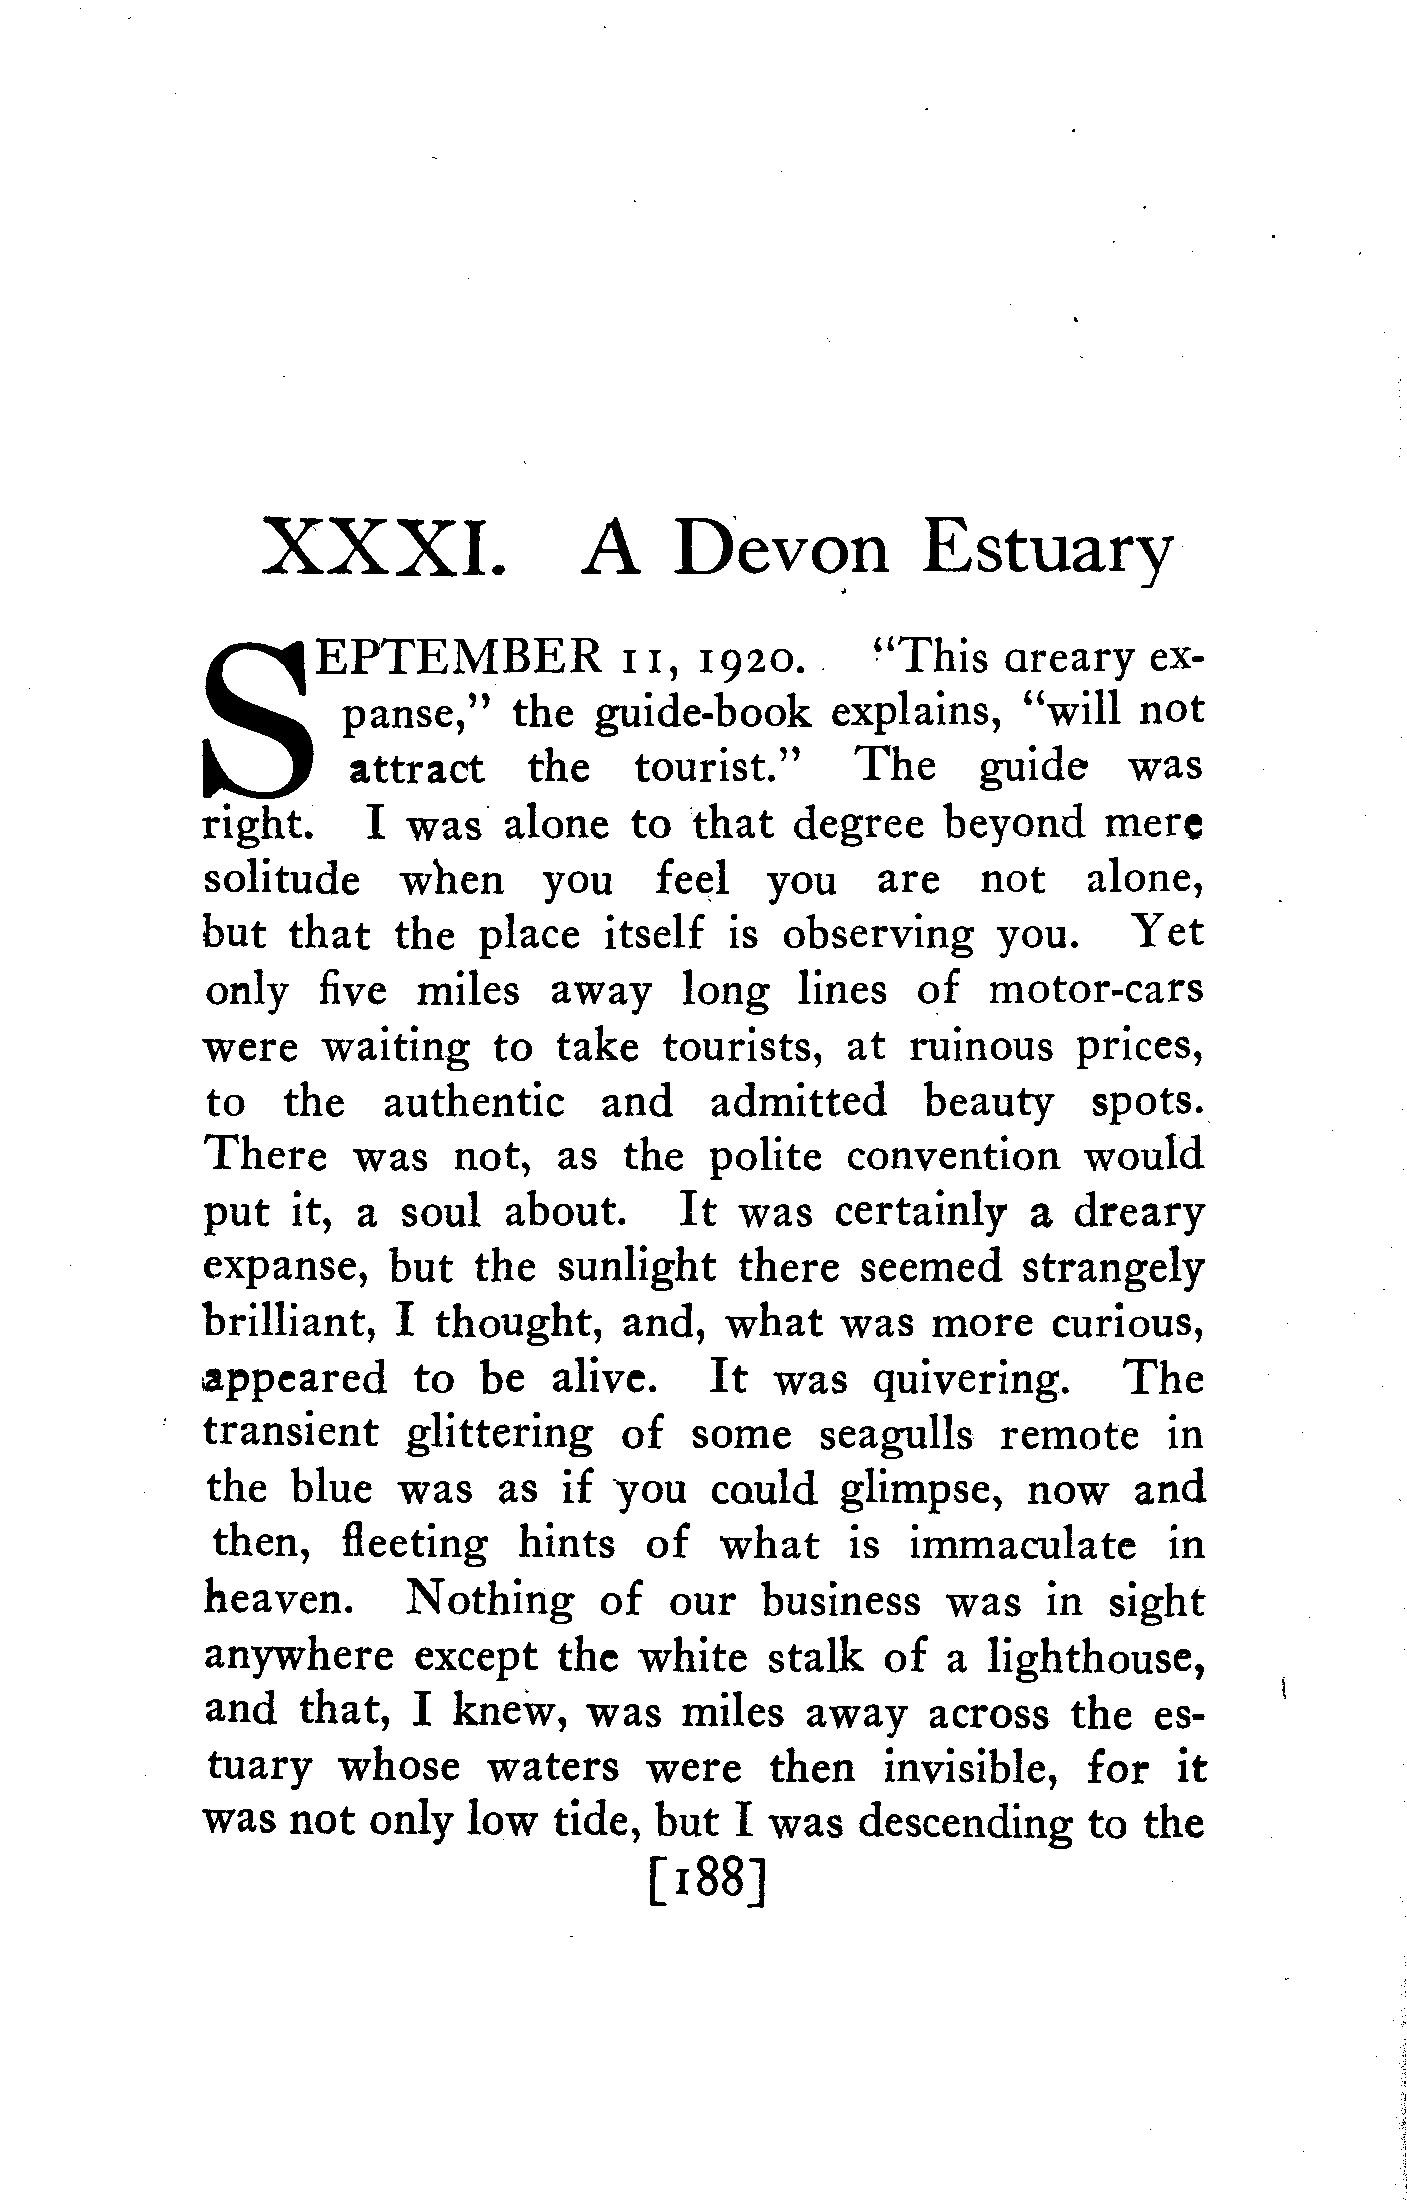 XXXI. A Devon Estuary
SEPTEMBER 11, 1920. "This dreary ex-
panse," the guide-book explains, "will not
attract the tourist." The guide was
right. I was alone to that degree beyond mere
solitude when you feel you are not alone,
but that the place itself is observing you. Yet
only five miles away long lines of motor-cars
were waiting to take tourists, at ruinous prices,
to the authentic and admitted beauty spots.
There was not, as the polite convention would
put it, a soul about. It was certainly a dreary
expanse, but the sunlight there seemed strangely
brilliant, I thought, and, what was more curious,
appeared to be alive. It was quivering. The
transient glittering of some seagulls remote in
the blue was as if you could glimpse, now and
then, fleeting hints of what is immaculate in
heaven. Nothing of our business was in sight
anywhere except the white stalk of a lighthouse,
and that, I knew, was miles away across the es-
tuary whose waters were then invisible, for it
was not only low tide, but I was descending to the
[188]